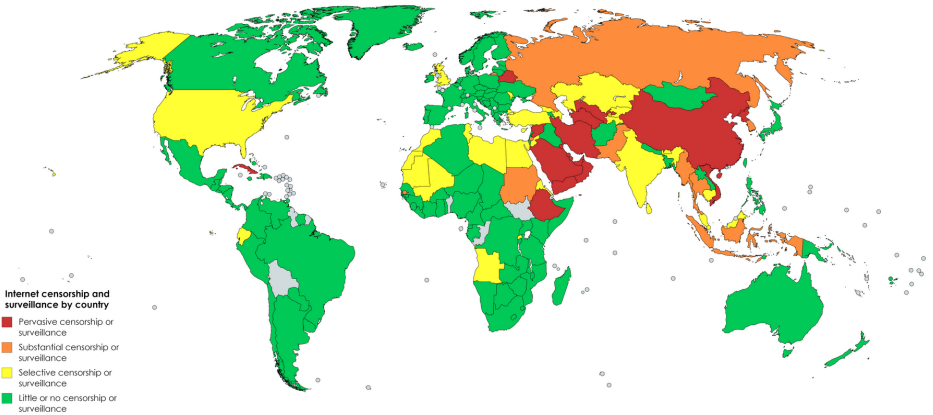 Internet censorship and
surveillance by country
Pervasive censorship or
surveillance
Substantial censorship or
surveillance
Selective censorship or
surveillance
Little or no censorship or
surveillance